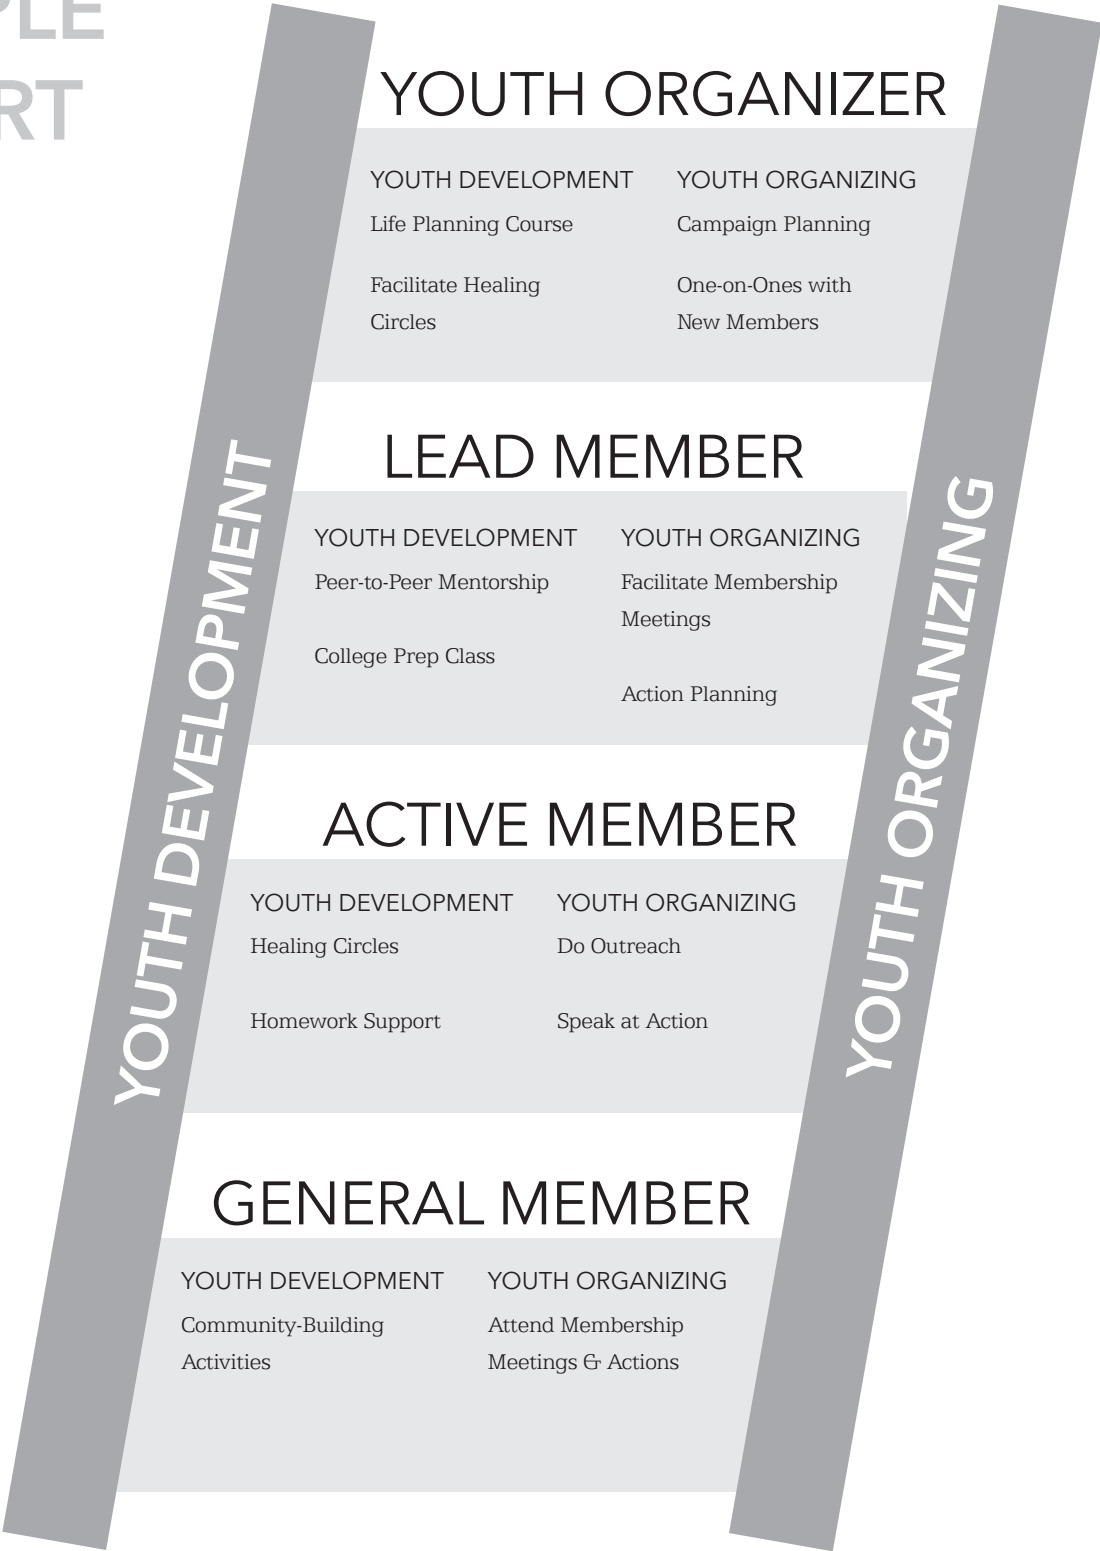 PLE
RT
YOUTH ORGANIZER
YOUTH DEVELOPMENT
Life Planning Course
Facilitate Healing
Circles
YOUTH ORGANIZING
Campaign Planning
One-on-Ones with
New Members
LEAD MEMBER
YOUTH DEVELOPMENT
Peer-to-Peer Mentorship
College Prep Class
YOUTH ORGANIZING
Facilitate Membership
Meetings
Action Planning
ACTIVE MEMBER
YOUTH DEVELOPMENT
Healing Circles
Homework Support
YOUTH ORGANIZING
Do Outreach
Speak at Action
GENERAL MEMBER
YOUTH DEVELOPMENT
Community-Building
Activities
YOUTH ORGANIZING
Attend Membership
Meetings & Actions
YOUTH DEVELOPMENT
YOUTH ORGANIZING